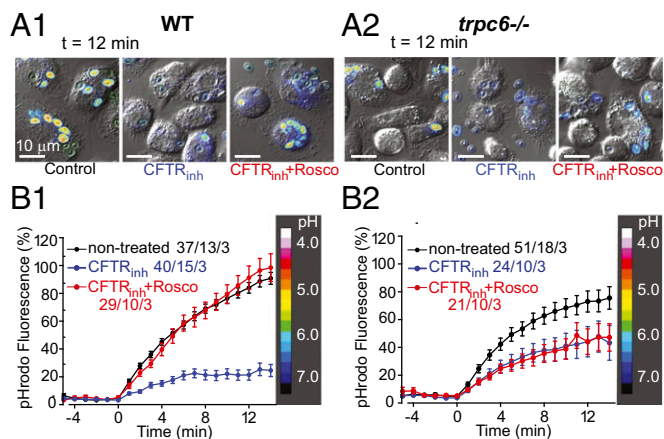 A1 WT A2 trpc6-/-
t = 12 min t = 12 min
10 µm
Control CFTRinh CFTRinh+Rosco Control CFTRinh CFTRinh+Rosco
B1 B2
pHrodo Fluorescence (%)
120
100
80
60
40
20
0
non-treated 37/13/3
CFTRinh 40/15/3
CFTRinh+Rosco
29/10/3
-4 0 4 8 12
Time (min)
pH
4.0
5.0
6.0
7.0
pHrodo Fluorescence (%)
120
100
80
60
40
20
0
non-treated 51/18/3
CFTRinh 24/10/3
CFTRinh+Rosco
21/10/3
-4 0 4 8 12
Time (min)
pH
4.0
5.0
6.0
7.0